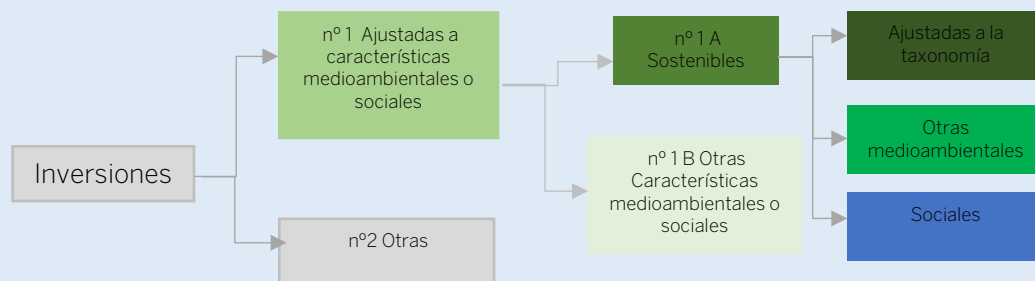 Inversiones
nº 1 Ajustadas a
características
medioambientales o
sociales
nº2 Otras
nº 1 A
Sostenibles
nº 1 B Otras
Características
medioambientales o
sociales
Ajustadas a la
taxonomía
Otras
medioambientales
Sociales